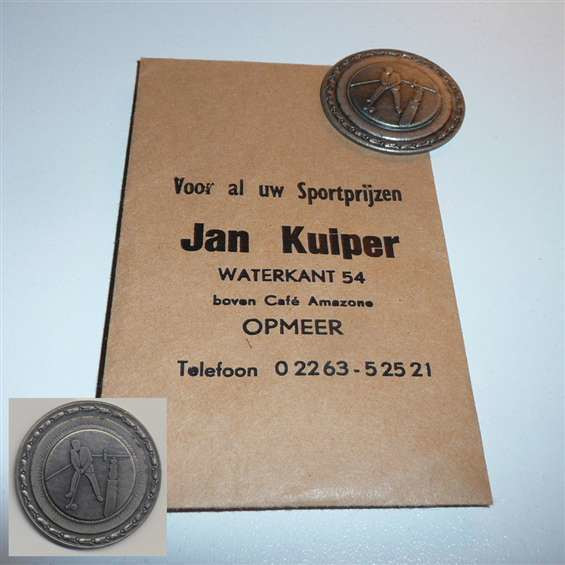 Voor al uw Sportprijzen
Jan Kuiper
WATERKANT 54
boven Café Amazone
OPMEER
Telefoon 02263-52521